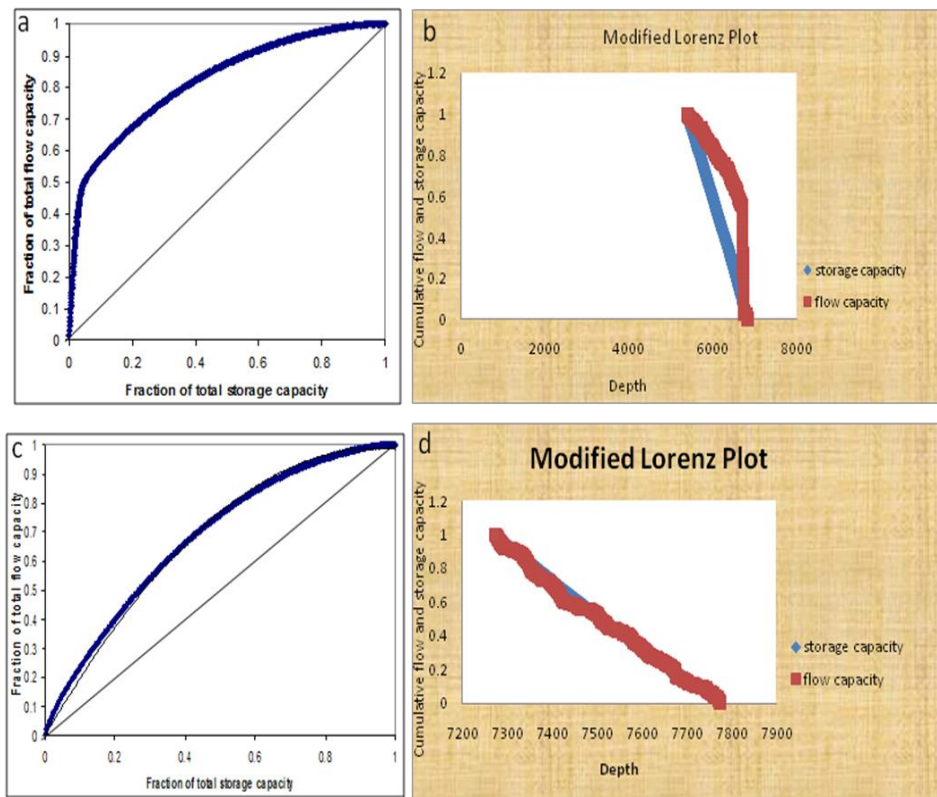 a
Fraction of total flow capacity
1
0.9
0.8
0.7
0.6
0.5
0.4
0.3
0.2
0.1
0
0 0.2 0.4 0.6 0.8 1
Fraction of total storage capacity
b
Modified Lorenz Plot
Cumulative flow and storage capacity
1.2
1
0.8
0.6
0.4
0.2
0
0 2000 4000 6000 8000
Depth
storage capacity
flow capacity
c
Fraction of total flow capacity
1
0.9
0.8
0.7
0.6
0.5
0.4
0.3
0.2
0.1
0
0 0.2 0.4 0.6 0.8 1
Fraction of total storage capacity
d
Modified Lorenz Plot
Cumulative flow and storage capacity
1.2
1
0.8
0.6
0.4
0.2
0
7200 7300 7400 7500 7600 7700 7800 7900
Depth
storage capacity
flow capacity